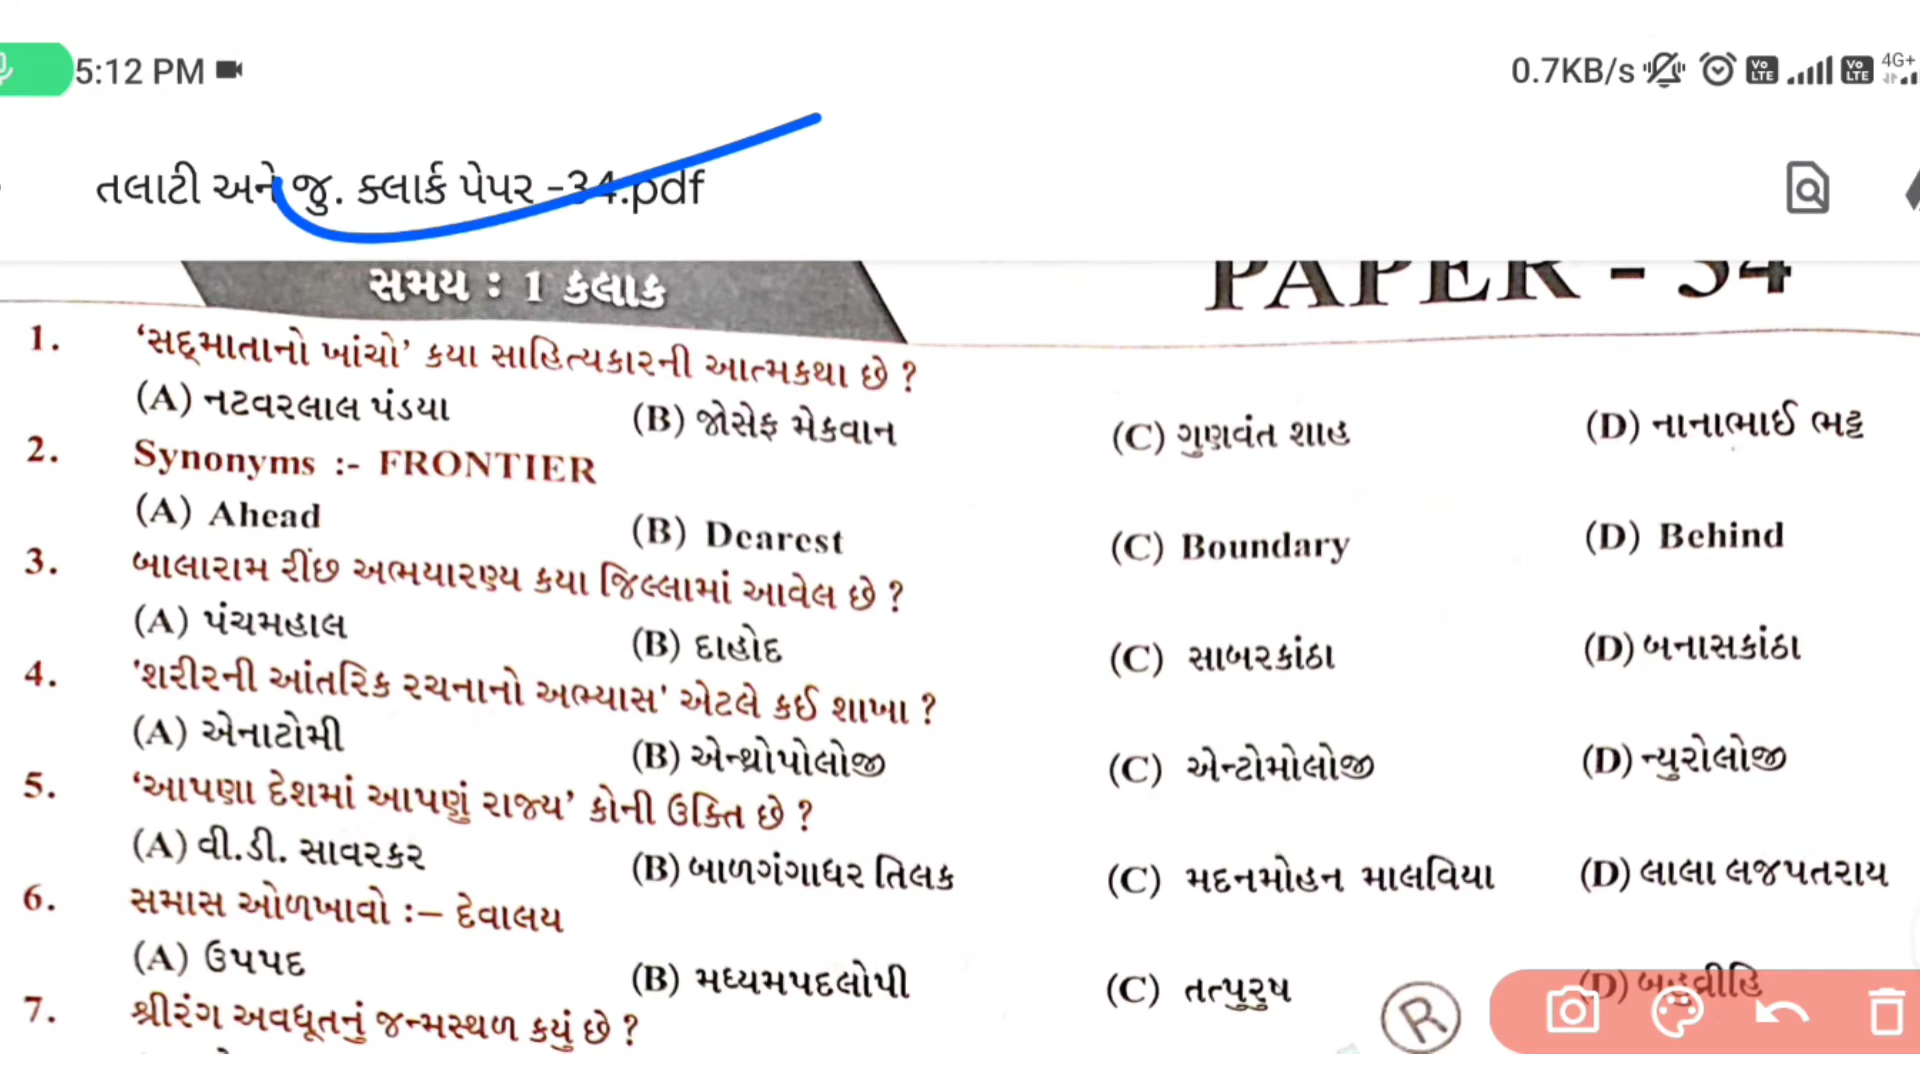 5:12 PM
0.7KB/s
4G+
તલાટી અને જુ. ક્લાર્ક પેપર -34.pdf
સમય : 1 કલાક
PAPER - 34
1. ‘સદ્દમાતાનો ખાંચો’ કયા સાહિત્યકારની આત્મકથા છે ?
(A) નટવરલાલ પંડયા (B) જોસેફ મેકવાન (C) ગુણવંત શાહ (D) નાનાભાઈ ભટ્ટ
2. Synonyms :- FRONTIER
(A) Ahead (B) Dearest (C) Boundary (D) Behind
3. બાલારામ રીંછ અભયારણ્ય કયા જિલ્લામાં આવેલ છે ?
(A) પંચમહાલ (B) દાહોદ (C) સાબરકાંઠા (D) બનાસકાંઠા
4. 'શરીરની આંતરિક રચનાનો અભ્યાસ' એટલે કઈ શાખા ?
(A) એનાટોમી (B) એન્થ્રોપોલોજી (C) એન્ટોમોલોજી (D) ન્યુરોલોજી
5. ‘આપણા દેશમાં આપણું રાજ્ય’ કોની ઉક્તિ છે ?
(A) વી.ડી. સાવરકર (B) બાળગંગાધર તિલક (C) મદનમોહન માલવિયા (D) લાલા લજપતરાય
6. સમાસ ઓળખાવો :– દેવાલય
(A) ઉપપદ (B) મધ્યમપદલોપી (C) તત્પુરુષ (D) બહુવ્રીહિ
7. શ્રીરંગ અવધૂતનું જન્મસ્થળ કયું છે ?
R